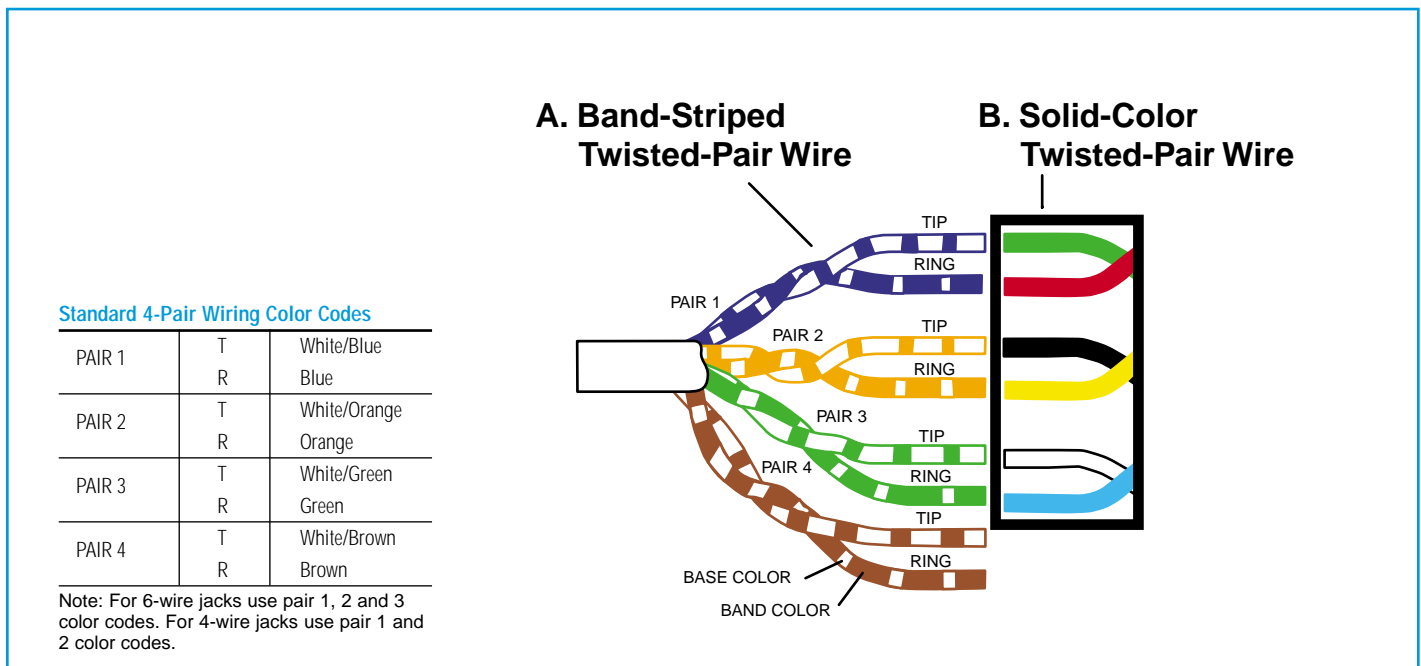 A. Band-Striped
Twisted-Pair Wire
B. Solid-Color
Twisted-Pair Wire
TIP
RING
PAIR 1
TIP
PAIR 2
RING
PAIR 3
TIP
PAIR 4
RING
TIP
RING
BASE COLOR
BAND COLOR
Standard 4-Pair Wiring Color Codes
PAIR 1 T White/Blue
R Blue
PAIR 2 T White/Orange
R Orange
PAIR 3 T White/Green
R Green
PAIR 4 T White/Brown
R Brown
Note: For 6-wire jacks use pair 1, 2 and 3
color codes. For 4-wire jacks use pair 1 and
2 color codes.